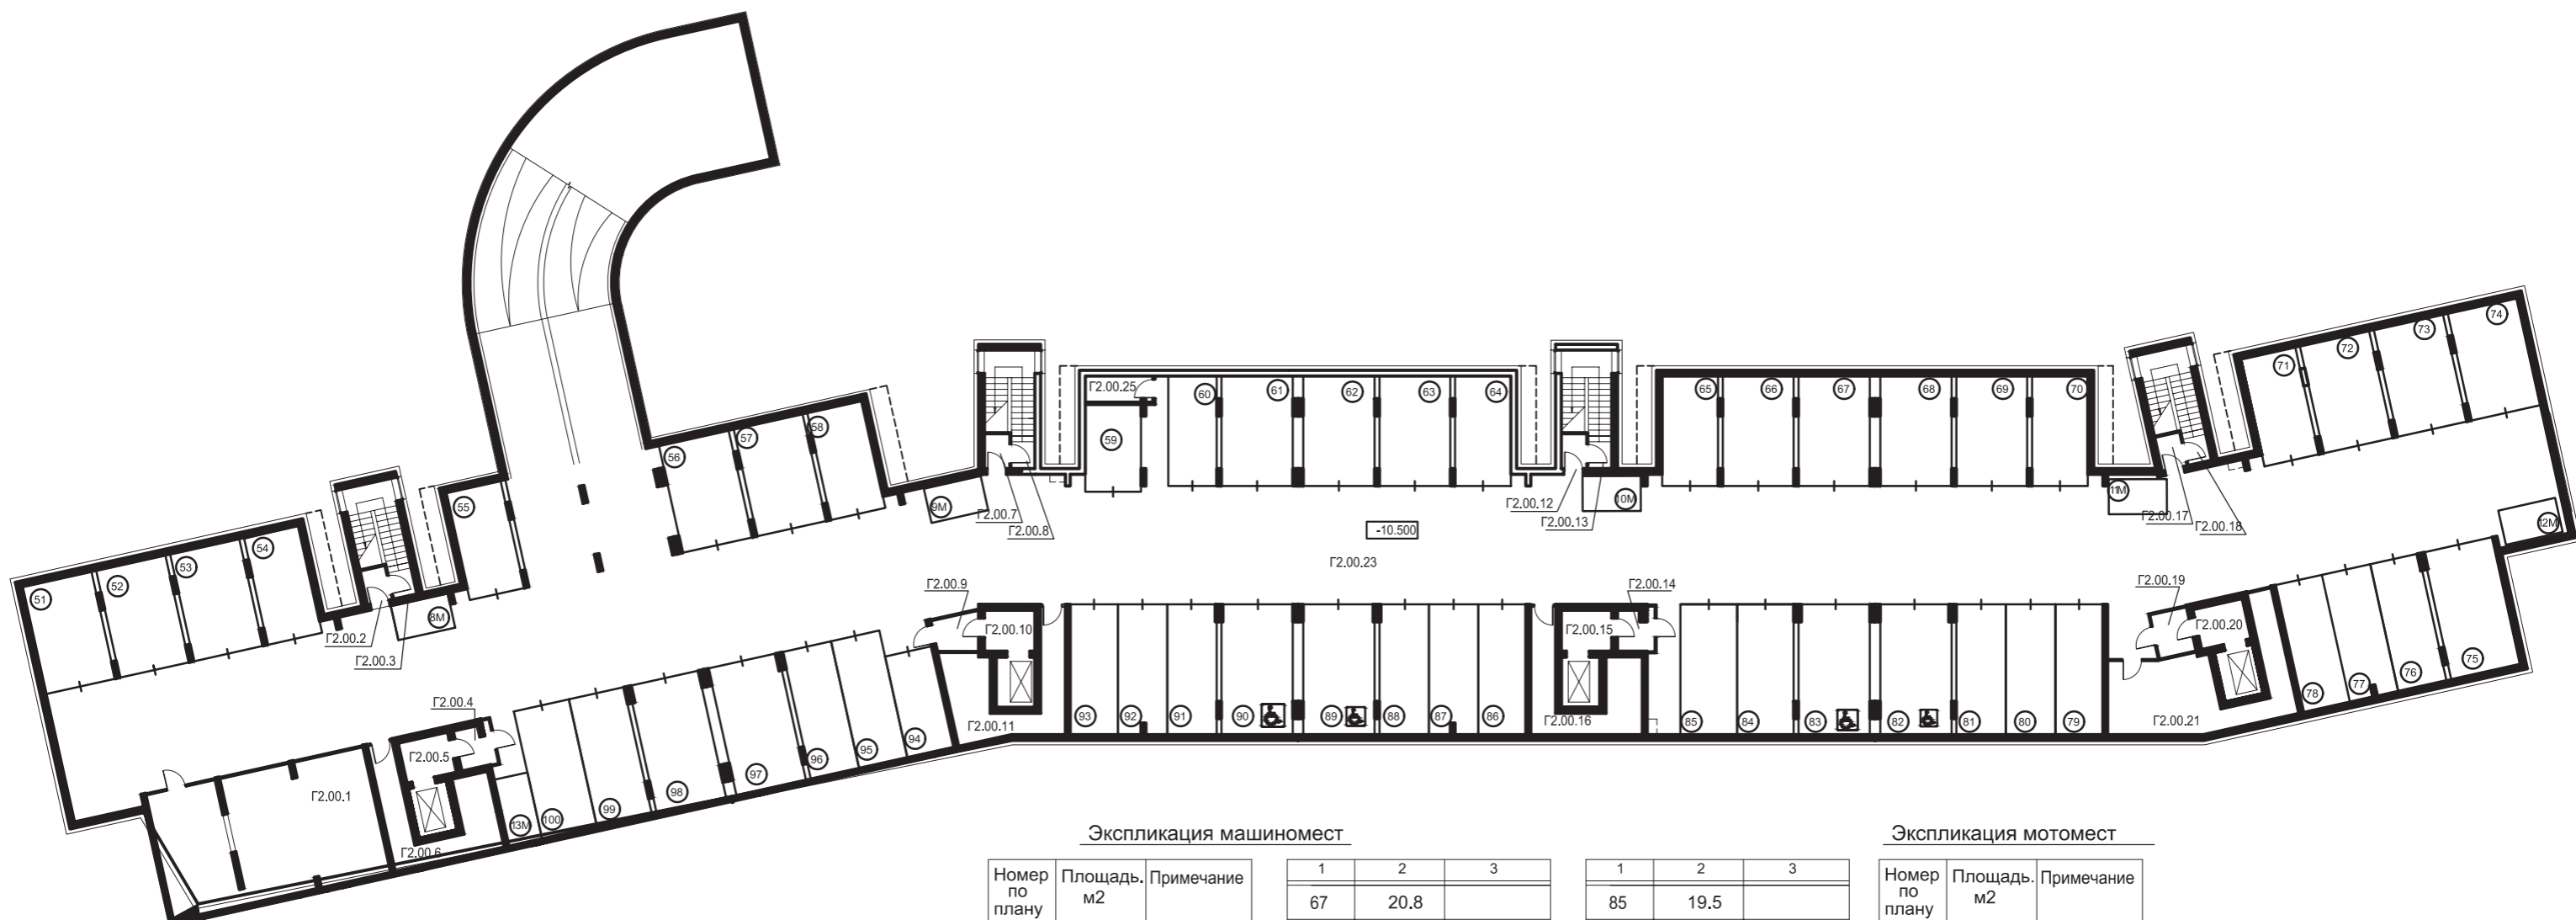 74
73
72
71
Г2.00.25
60
61
62
63
64
65
66
67
68
69
70
58
57
56
59
55
9М
Г2.00.7
Г2.00.8
10М
Г2.00.12
Г2.00.13
11М
Г2.00.17
Г2.00.18
12М
-10.500
Г2.00.23
54
53
52
51
8М
Г2.00.2
Г2.00.3
Г2.00.9
Г2.00.10
Г2.00.14
Г2.00.15
Г2.00.19
Г2.00.20
Г2.00.4
Г2.00.5
Г2.00.1
Г2.00.6
13М
100
99
98
97
96
95
94
Г2.00.11
93
92
91
90
89
88
87
86
Г2.00.16
85
84
83
82
81
80
79
Г2.00.21
78
77
76
75
Экспликация машиномест
Номер по плану
Площадь. м2
Примечание
1 2 3
67 20.8
1 2 3
85 19.5
Экспликация мотомест
Номер по плану
Площадь. м2
Примечание